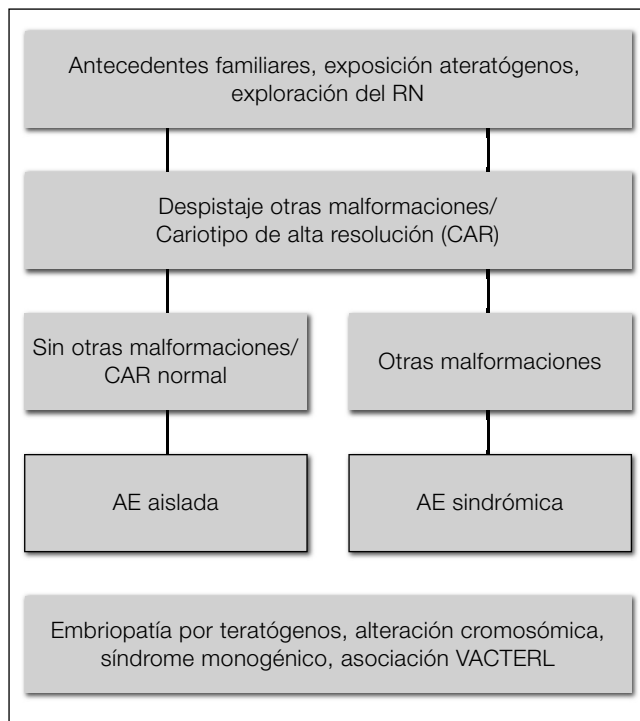 Antecedentes familiares, exposición ateratógenos,
exploración del RN
Despistaje otras malformaciones/
Cariotipo de alta resolución (CAR)
Sin otras malformaciones/
CAR normal
Otras malformaciones
AE aislada
AE sindrómica
Embriopatía por teratógenos, alteración cromosómica,
síndrome monogénico, asociación VACTERL